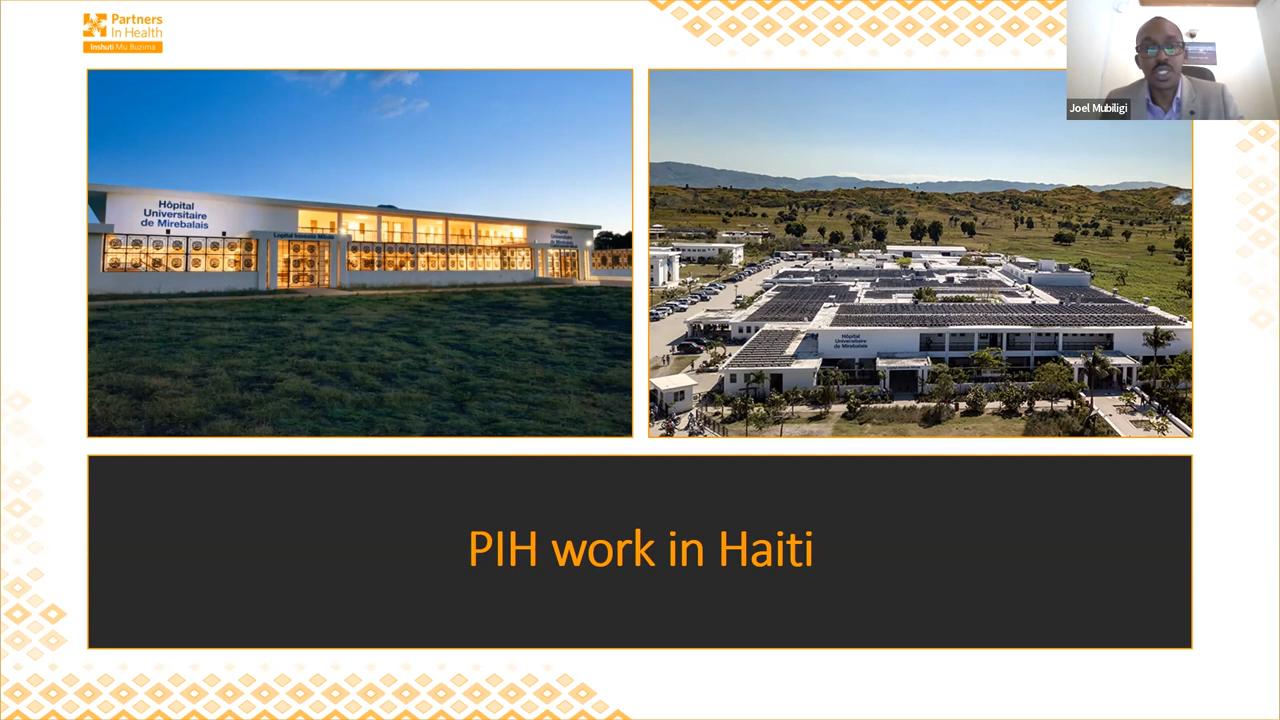 Partners
In Health
Inshuti Mu Buzima
Joel Mubiligi
Hôpital
Universitaire
de Mirebalais
Hôpital
Universitaire
de Mirebalais
PIH work in Haiti